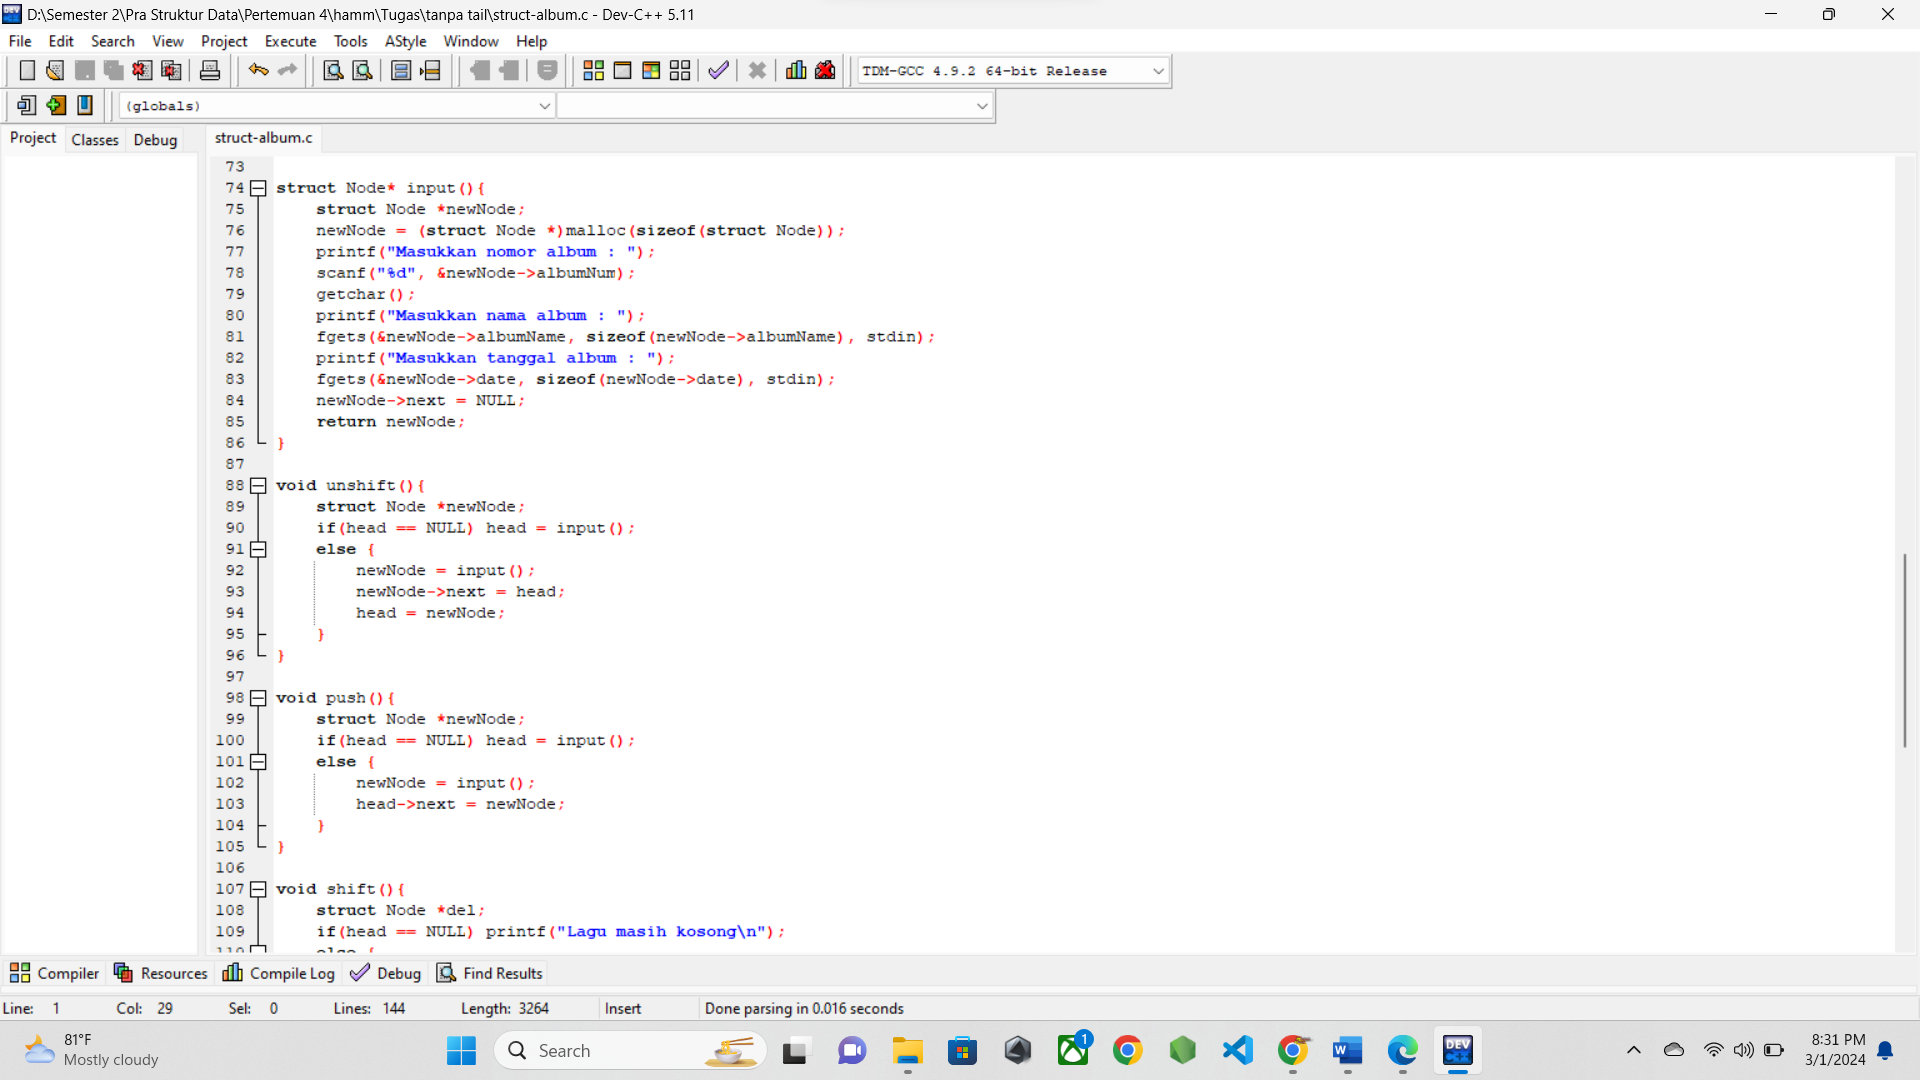 D:\Semester 2\Pra Struktur Data\Pertemuan 4\hamm\Tugas\tanpa tail\struct-album.c - Dev-C++ 5.11
File Edit Search View Project Execute Tools AStyle Window Help
TDM-GCC 4.9.2 64-bit Release
(globals)
Project Classes Debug struct-album.c
73
74 struct Node* input(){
75 struct Node *newNode;
76 newNode = (struct Node *)malloc(sizeof(struct Node));
77 printf("Masukkan nomor album : ");
78 scanf("%d", &newNode->albumNum);
79 getchar();
80 printf("Masukkan nama album : ");
81 fgets(&newNode->albumName, sizeof(newNode->albumName), stdin);
82 printf("Masukkan tanggal album : ");
83 fgets(&newNode->date, sizeof(newNode->date), stdin);
84 newNode->next = NULL;
85 return newNode;
86 }
87
88 void unshift(){
89 struct Node *newNode;
90 if(head == NULL) head = input();
91 else {
92 newNode = input();
93 newNode->next = head;
94 head = newNode;
95 }
96 }
97
98 void push(){
99 struct Node *newNode;
100 if(head == NULL) head = input();
101 else {
102 newNode = input();
103 head->next = newNode;
104 }
105 }
106
107 void shift(){
108 struct Node *del;
109 if(head == NULL) printf("Lagu masih kosong\n");
110 else {
Compiler Resources Compile Log Debug Find Results
Line: 1 Col: 29 Sel: 0 Lines: 144 Length: 3264 Insert Done parsing in 0.016 seconds
81°F
Mostly cloudy
Search
1
W
DEV C++
8:31 PM
3/1/2024